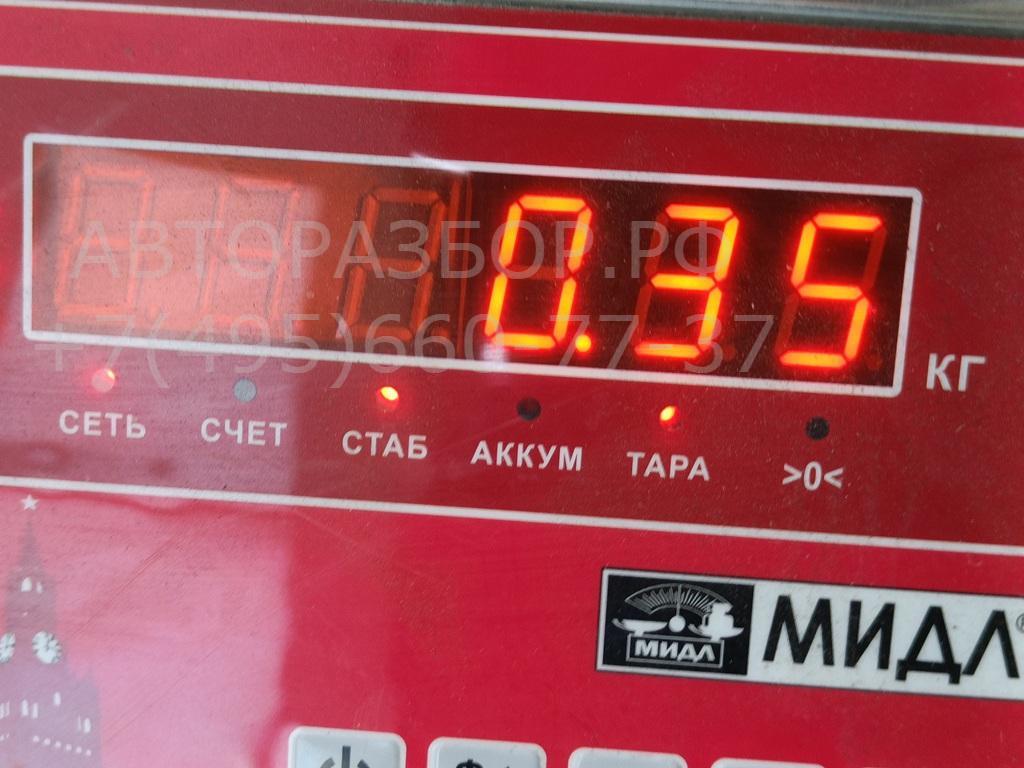 0.35
АВТОРАЗБОР.РФ
+7(495)660-77-37
КГ
СЕТЬ СЧЕТ СТАБ АККУМ ТАРА >0<
МИДЛ МИДЛ®